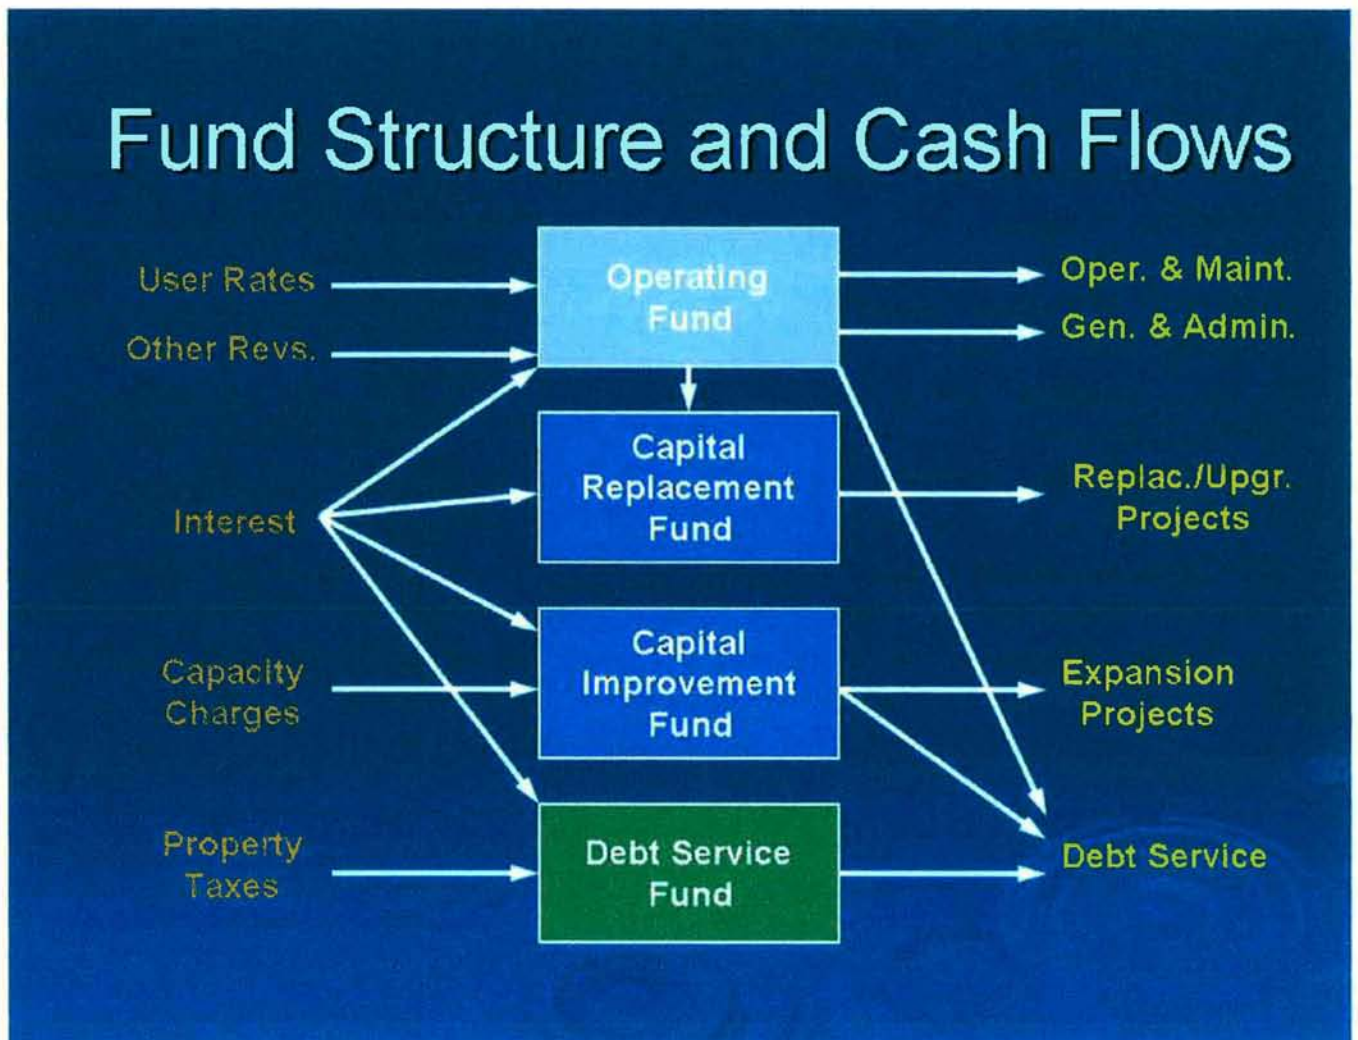 Fund Structure and Cash Flows
User Rates
Other Revs.
Interest
Capacity
Charges
Property
Taxes
Operating
Fund
Capital
Replacement
Fund
Capital
Improvement
Fund
Debt Service
Fund
Oper. & Maint.
Gen. & Admin.
Replac./Upgr.
Projects
Expansion
Projects
Debt Service